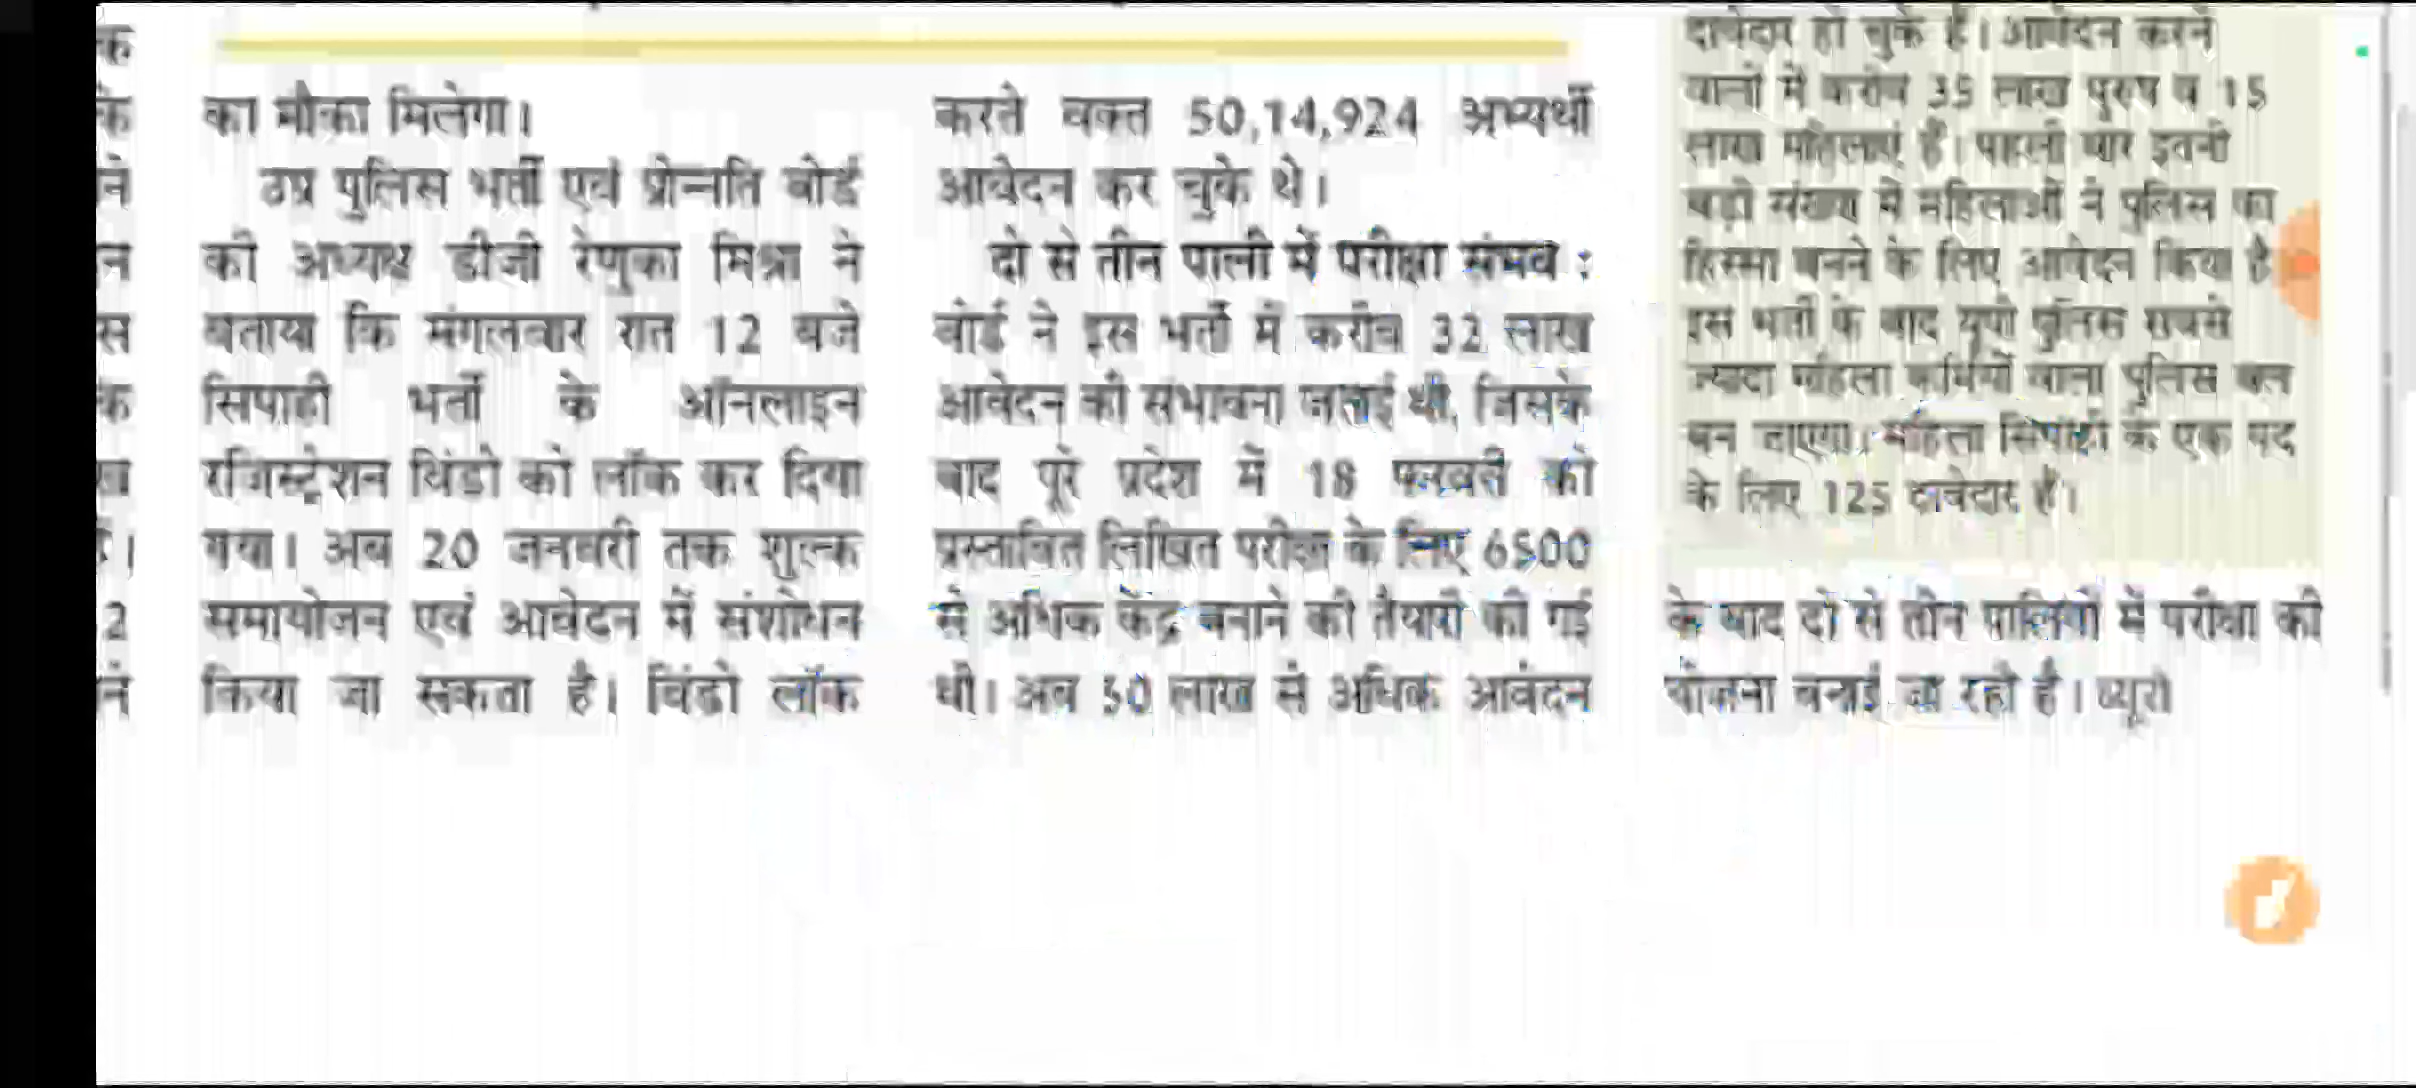 का मौका मिलेगा।
उप्र पुलिस भर्ती एवं प्रोन्नति बोर्ड
की अध्यक्ष डीजी रेणुका मिश्रा ने
बताया कि मंगलवार रात 12 बजे
सिपाही भर्ती के ऑनलाइन
रजिस्ट्रेशन विंडो को लॉक कर दिया
गया। अब 20 जनवरी तक शुल्क
समायोजन एवं आवेदन में संशोधन
किया जा सकता है। विंडो लॉक
करते वक्त 50,14,924 अभ्यर्थी
आवेदन कर चुके थे।
दो से तीन पाली में परीक्षा संभव :
बोर्ड ने इस भर्ती में करीब 32 लाख
आवेदन की संभावना जताई थी, जिसके
बाद पूरे प्रदेश में 18 फरवरी को
प्रस्तावित लिखित परीक्षा के लिए 6500
से अधिक केंद्र बनाने की तैयारी की गई
थी। अब 50 लाख से अधिक आवेदन
दावेदार हो चुके हैं। आवेदन करने
वालों में करीब 35 लाख पुरुष व 15
लाख महिलाएं हैं। पहली बार इतनी
बड़ी संख्या में महिलाओं ने पुलिस का
हिस्सा बनने के लिए आवेदन किया है
इस भर्ती के बाद यूपी पुलिस सबसे
ज्यादा महिला कर्मियों वाला पुलिस बल
बन जाएगा। महिला सिपाही के एक पद
के लिए 125 दावेदार हैं।
के बाद दो से तीन पालियों में परीक्षा की
योजना बनाई जा रही है। ब्यूरो